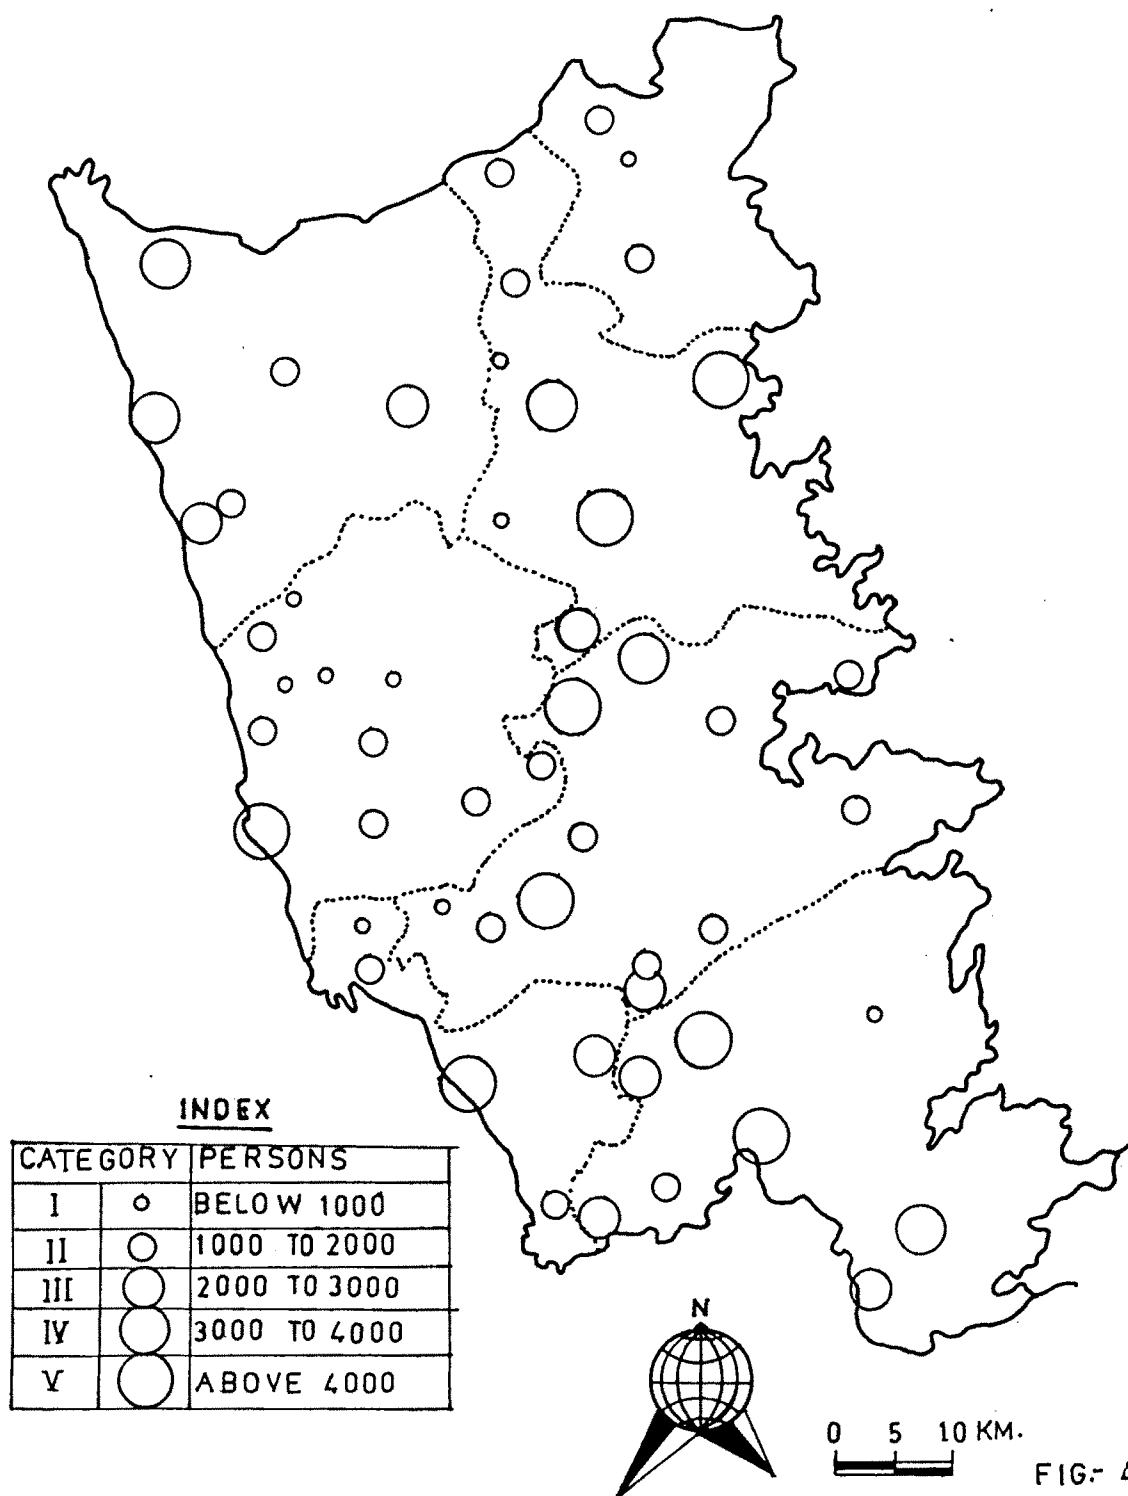 INDEX
CATEGORY PERSONS
I BELOW 1000
II 1000 TO 2000
III 2000 TO 3000
IV 3000 TO 4000
V ABOVE 4000
N
0 5 10 KM.
FIG:-